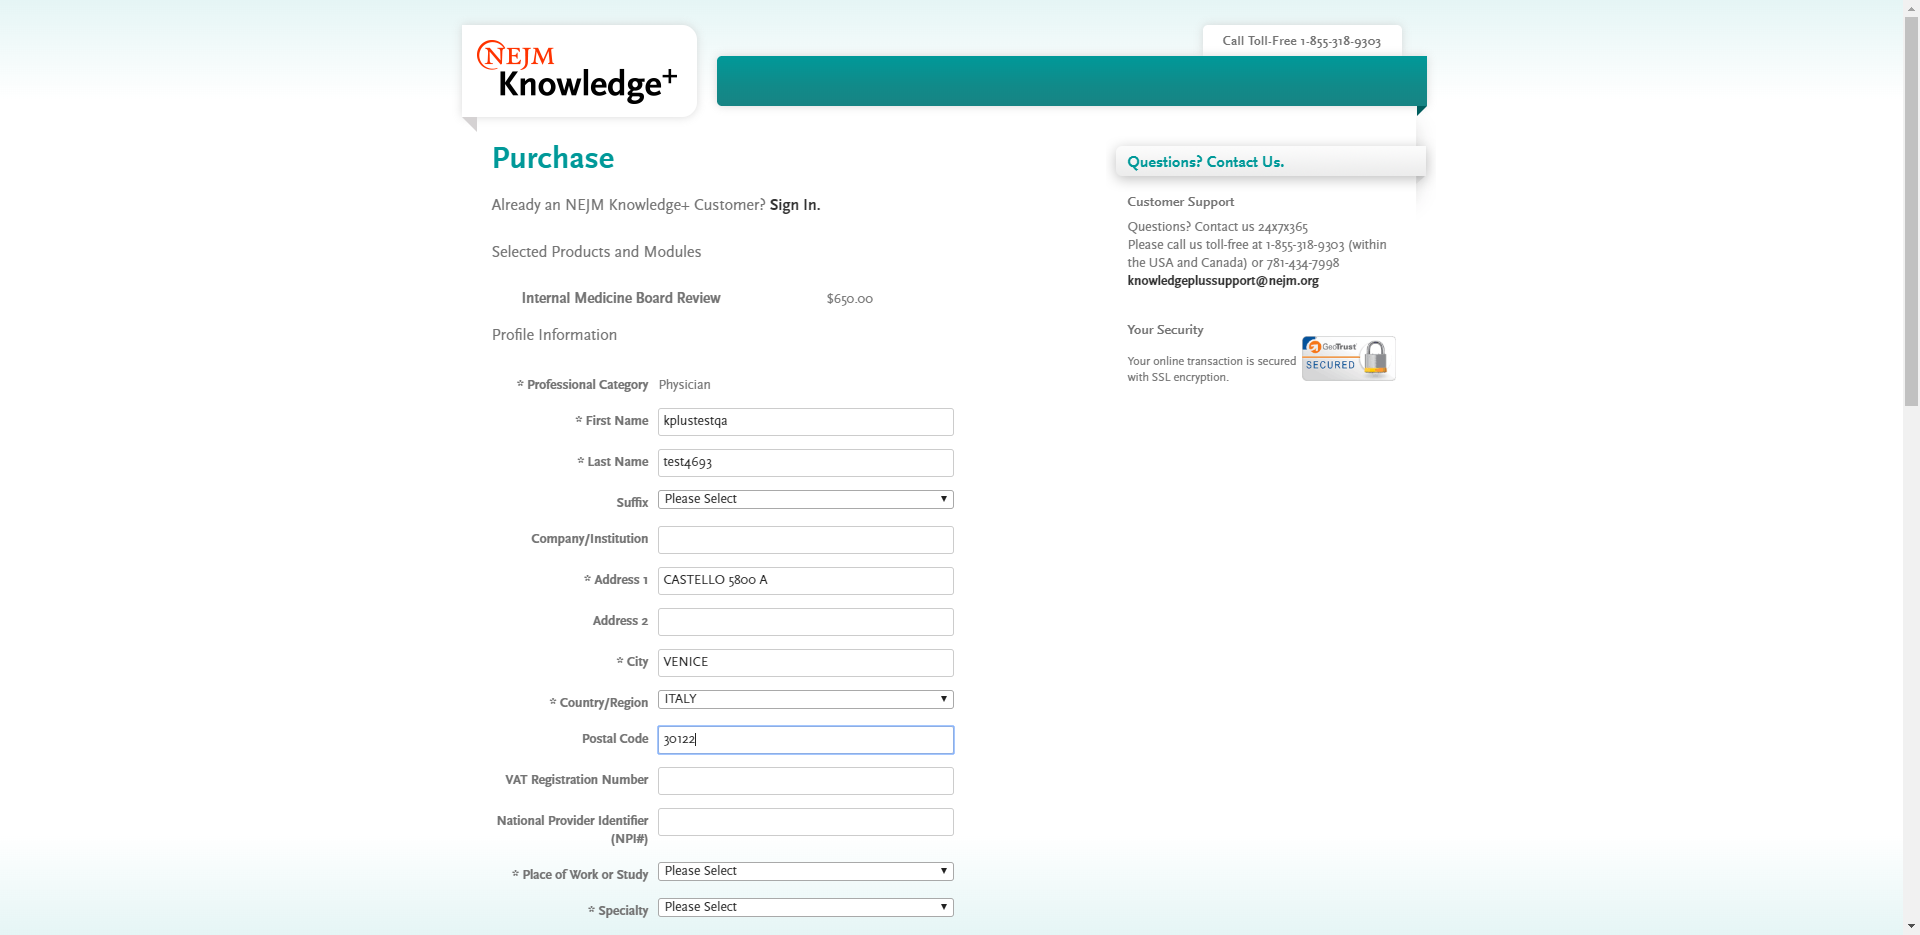 NEJM
Knowledge+
Call Toll-Free 1-855-318-9303
Purchase
Already an NEJM Knowledge+ Customer? Sign In.
Selected Products and Modules
Internal Medicine Board Review $650.00
Profile Information
* Professional Category Physician
* First Name kplustestqa
* Last Name test4693
Suffix Please Select
Company/Institution
* Address 1 CASTELLO 5800 A
Address 2
* City VENICE
* Country/Region ITALY
Postal Code 30122
VAT Registration Number
National Provider Identifier
(NPI#)
* Place of Work or Study Please Select
* Specialty Please Select
Questions? Contact Us.
Customer Support
Questions? Contact us 24x7x365
Please call us toll-free at 1-855-318-9303 (within
the USA and Canada) or 781-434-7998
knowledgeplussupport@nejm.org
Your Security
Your online transaction is secured
with SSL encryption.
GeoTrust
SECURED